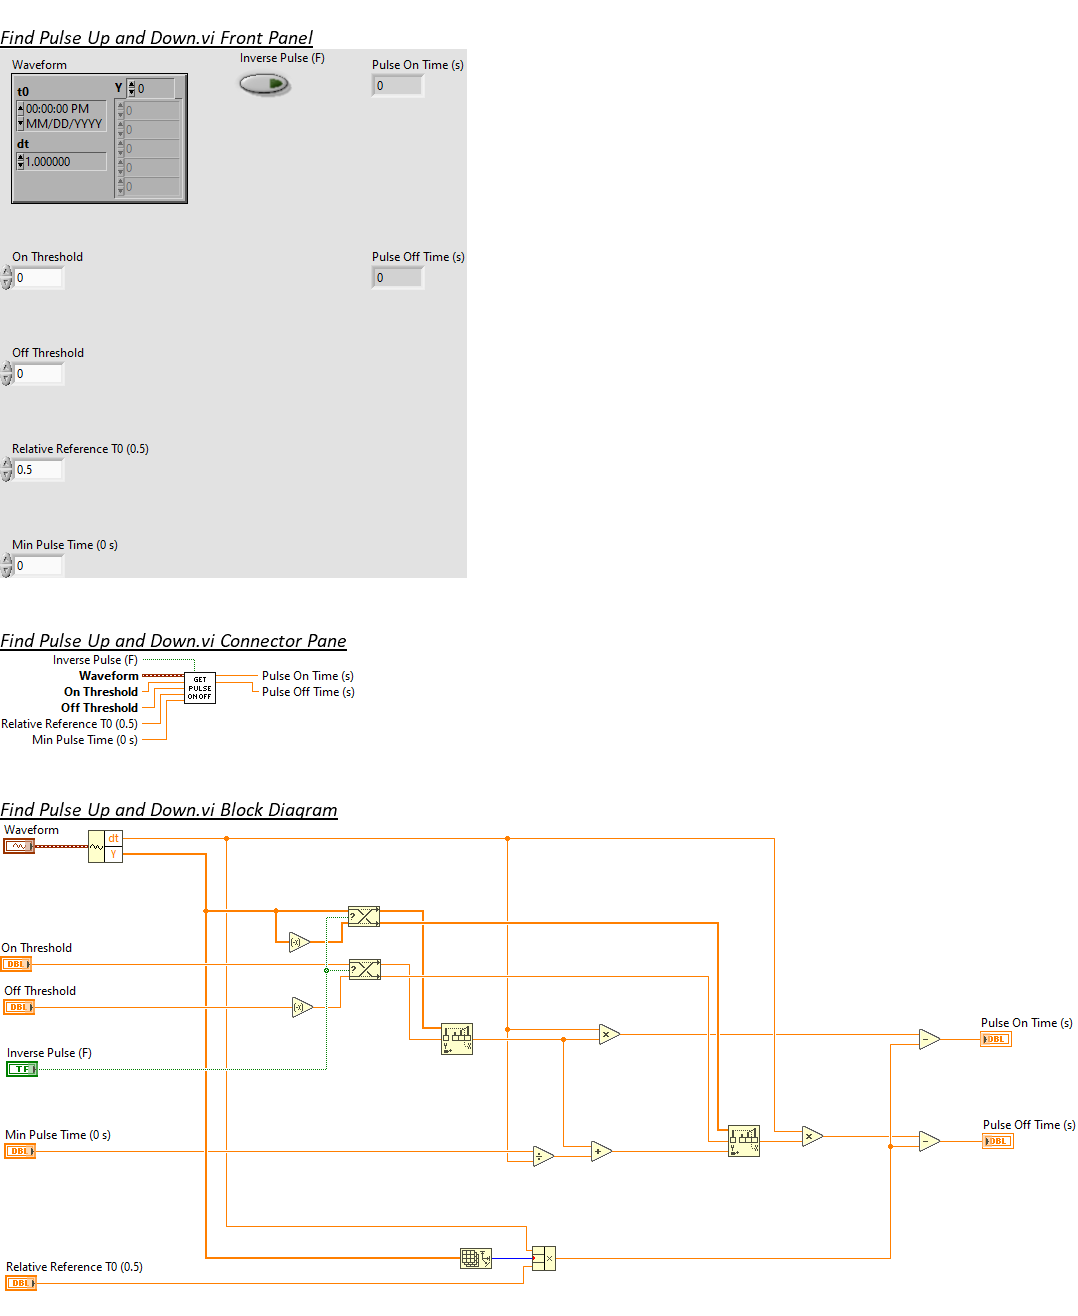 Find Pulse Up and Down.vi Front Panel
Waveform
Inverse Pulse (F)
Pulse On Time (s)
t0
Y
0
0
00:00:00 PM
MM/DD/YYYY
0
0
dt
0
1.000000
0
0
On Threshold
Pulse Off Time (s)
0
0
Off Threshold
0
Relative Reference T0 (0.5)
0.5
Min Pulse Time (0 s)
0
Find Pulse Up and Down.vi Connector Pane
Inverse Pulse (F)
Waveform
On Threshold
Off Threshold
Relative Reference T0 (0.5)
Min Pulse Time (0 s)
GET
PULSE
ON OFF
Pulse On Time (s)
Pulse Off Time (s)
Find Pulse Up and Down.vi Block Diagram
Waveform
dt
Y
?
On Threshold
DBL
?
Off Threshold
DBL
Pulse On Time (s)
DBL
Inverse Pulse (F)
TF
Pulse Off Time (s)
DBL
Min Pulse Time (0 s)
DBL
Relative Reference T0 (0.5)
DBL